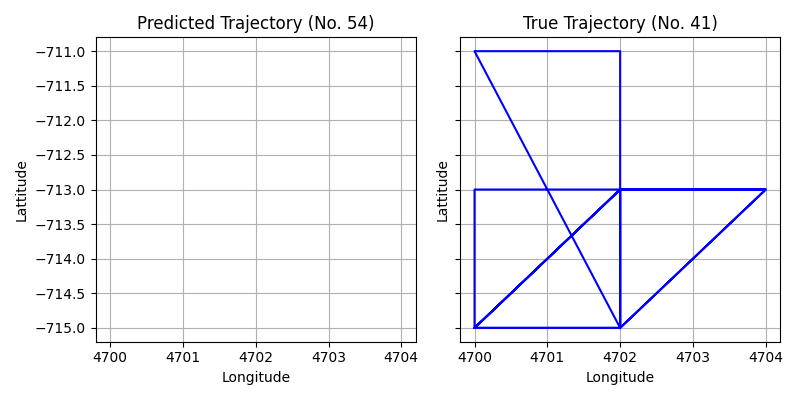 Predicted Trajectory (No. 54)
True Trajectory (No. 41)
Lattitude
−711.0
−711.5
−712.0
−712.5
−713.0
−713.5
−714.0
−714.5
−715.0
4700 4701 4702 4703 4704
Longitude
Lattitude
4700 4701 4702 4703 4704
Longitude